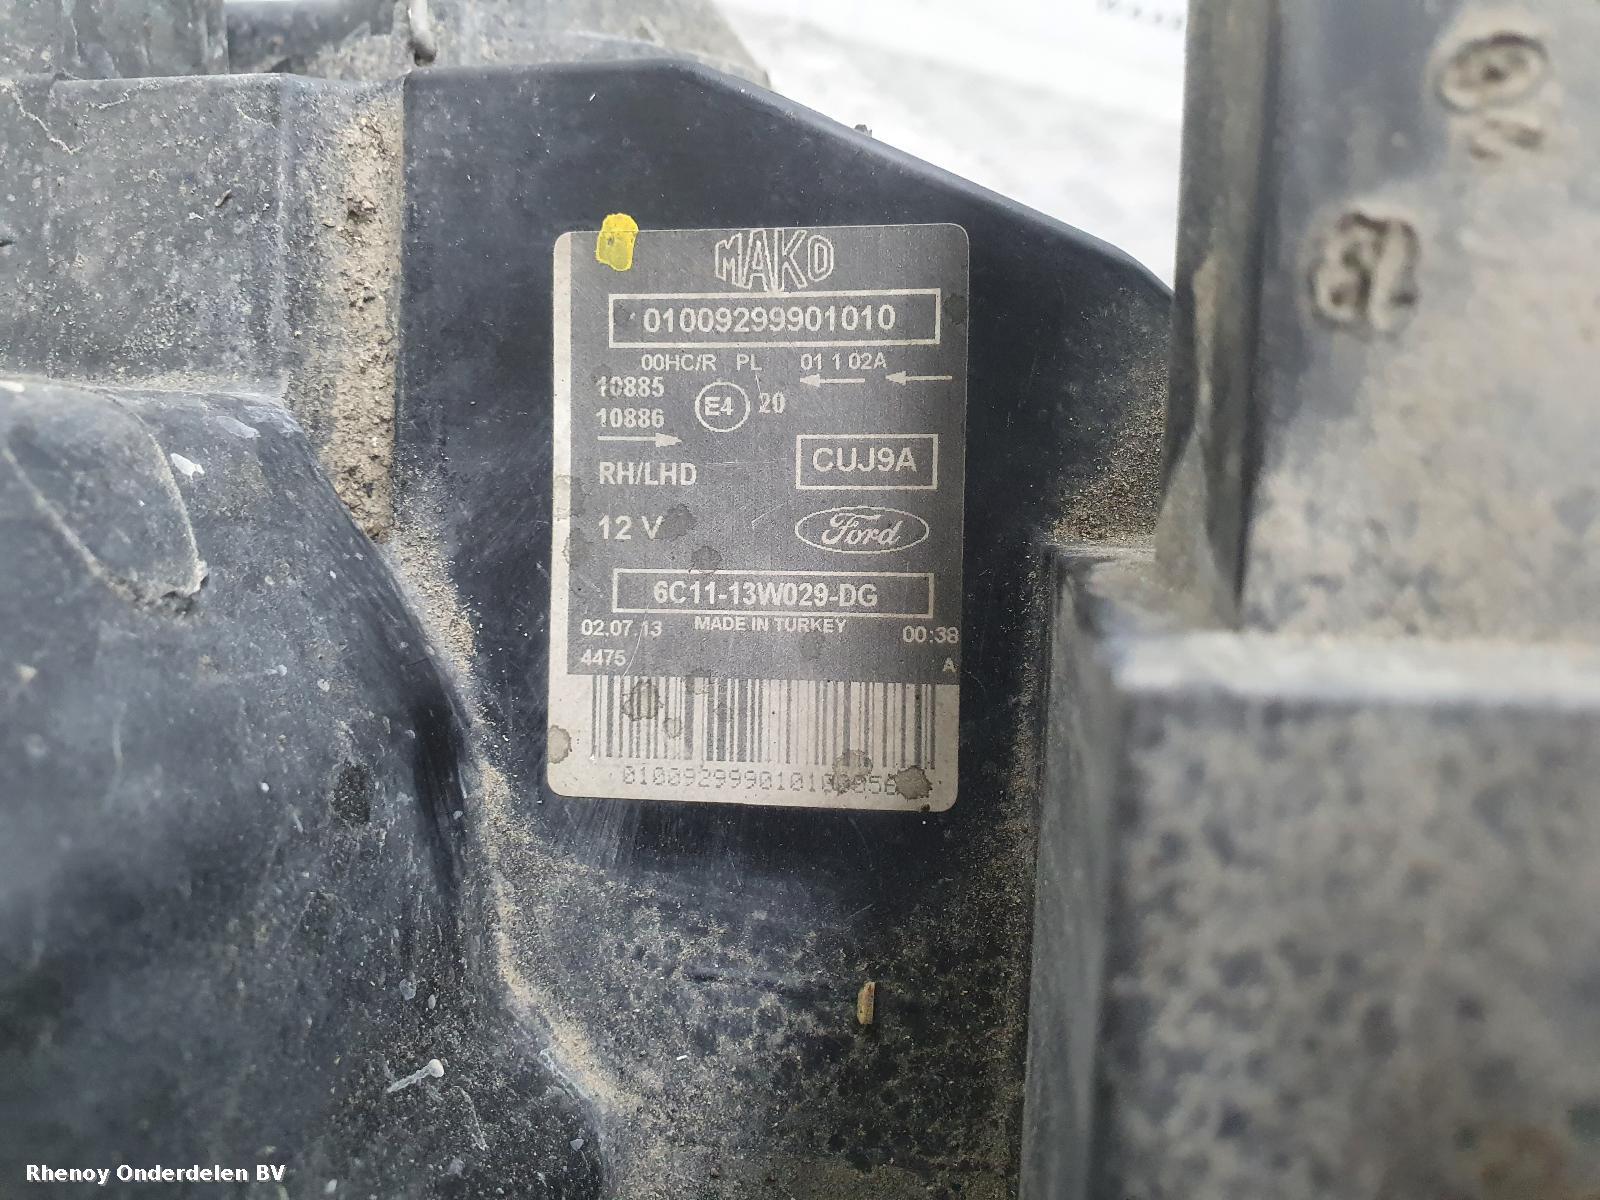 MAKO
01009299901010
00HC/R PL 01 1 02A
10885
10886
E4 20
CUJ9A
RH/LHD
12 V
Ford
6C11-13W029-DG
02.07.13 MADE IN TURKEY 00:38
4475 A
Rhenoy Onderdelen BV